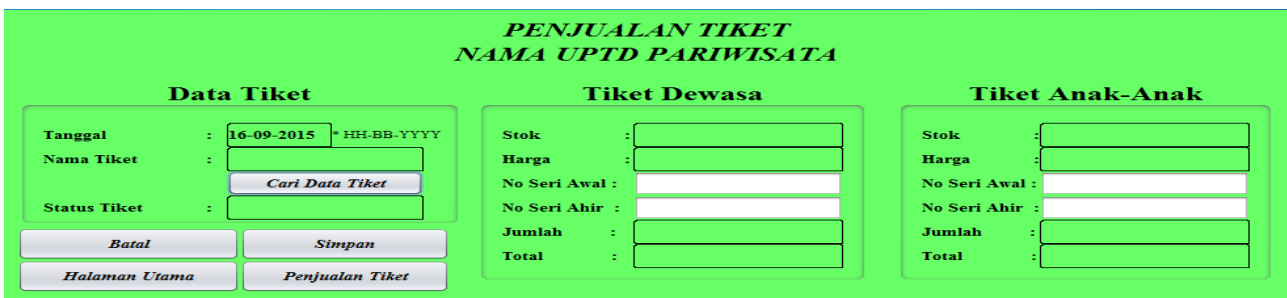 PENJUALAN TIKET
NAMA UPTD PARIWISATA
Data Tiket
Tanggal : 16-09-2015 * HH-BB-YYYY
Nama Tiket :
Cari Data Tiket
Status Tiket :
Batal Simpan
Halaman Utama Penjualan Tiket
Tiket Dewasa
Stok :
Harga :
No Seri Awal :
No Seri Ahir :
Jumlah :
Total :
Tiket Anak-Anak
Stok :
Harga :
No Seri Awal :
No Seri Ahir :
Jumlah :
Total :